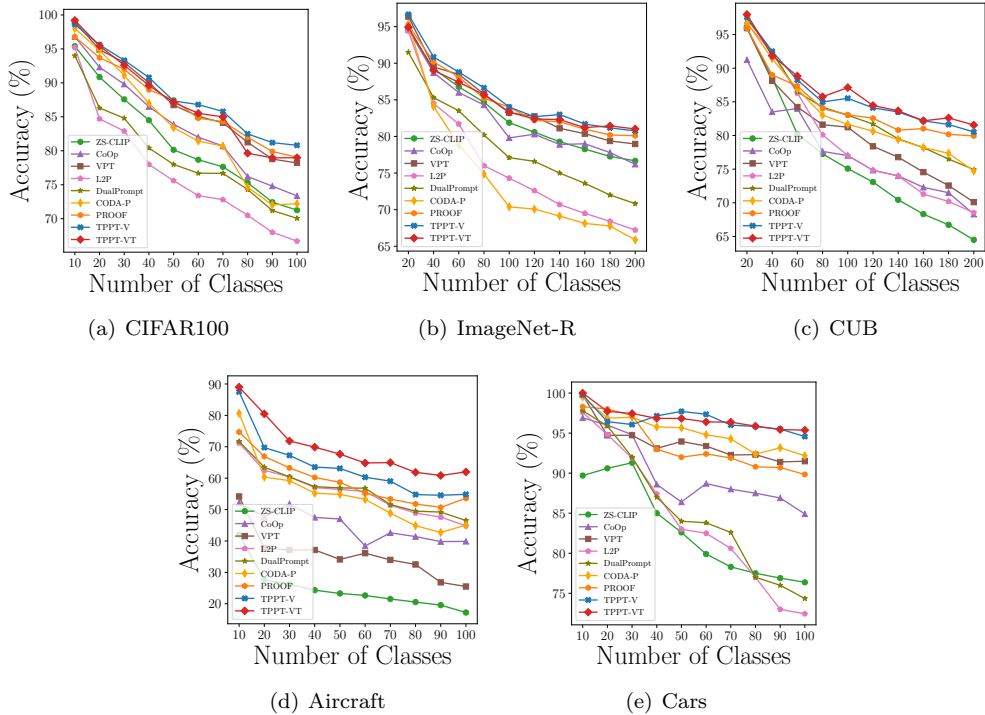 100
95
90
85
80
75
70
Accuracy (%)
ZS-CLIP
CoOp
VPT
L2P
DualPrompt
CODA-P
PROOF
TPPT-V
TPPT-VT
10 20 30 40 50 60 70 80 90 100
Number of Classes
(a) CIFAR100
95
90
85
80
75
70
65
Accuracy (%)
ZS-CLIP
CoOp
VPT
L2P
DualPrompt
CODA-P
PROOF
TPPT-V
TPPT-VT
20 40 60 80 100 120 140 160 180 200
Number of Classes
(b) ImageNet-R
95
90
85
80
75
70
65
Accuracy (%)
ZS-CLIP
CoOp
VPT
L2P
DualPrompt
CODA-P
PROOF
TPPT-V
TPPT-VT
20 40 60 80 100 120 140 160 180 200
Number of Classes
(c) CUB
90
80
70
60
50
40
30
20
Accuracy (%)
ZS-CLIP
CoOp
VPT
L2P
DualPrompt
CODA-P
PROOF
TPPT-V
TPPT-VT
10 20 30 40 50 60 70 80 90 100
Number of Classes
(d) Aircraft
100
95
90
85
80
75
Accuracy (%)
ZS-CLIP
CoOp
VPT
L2P
DualPrompt
CODA-P
PROOF
TPPT-V
TPPT-VT
10 20 30 40 50 60 70 80 90 100
Number of Classes
(e) Cars